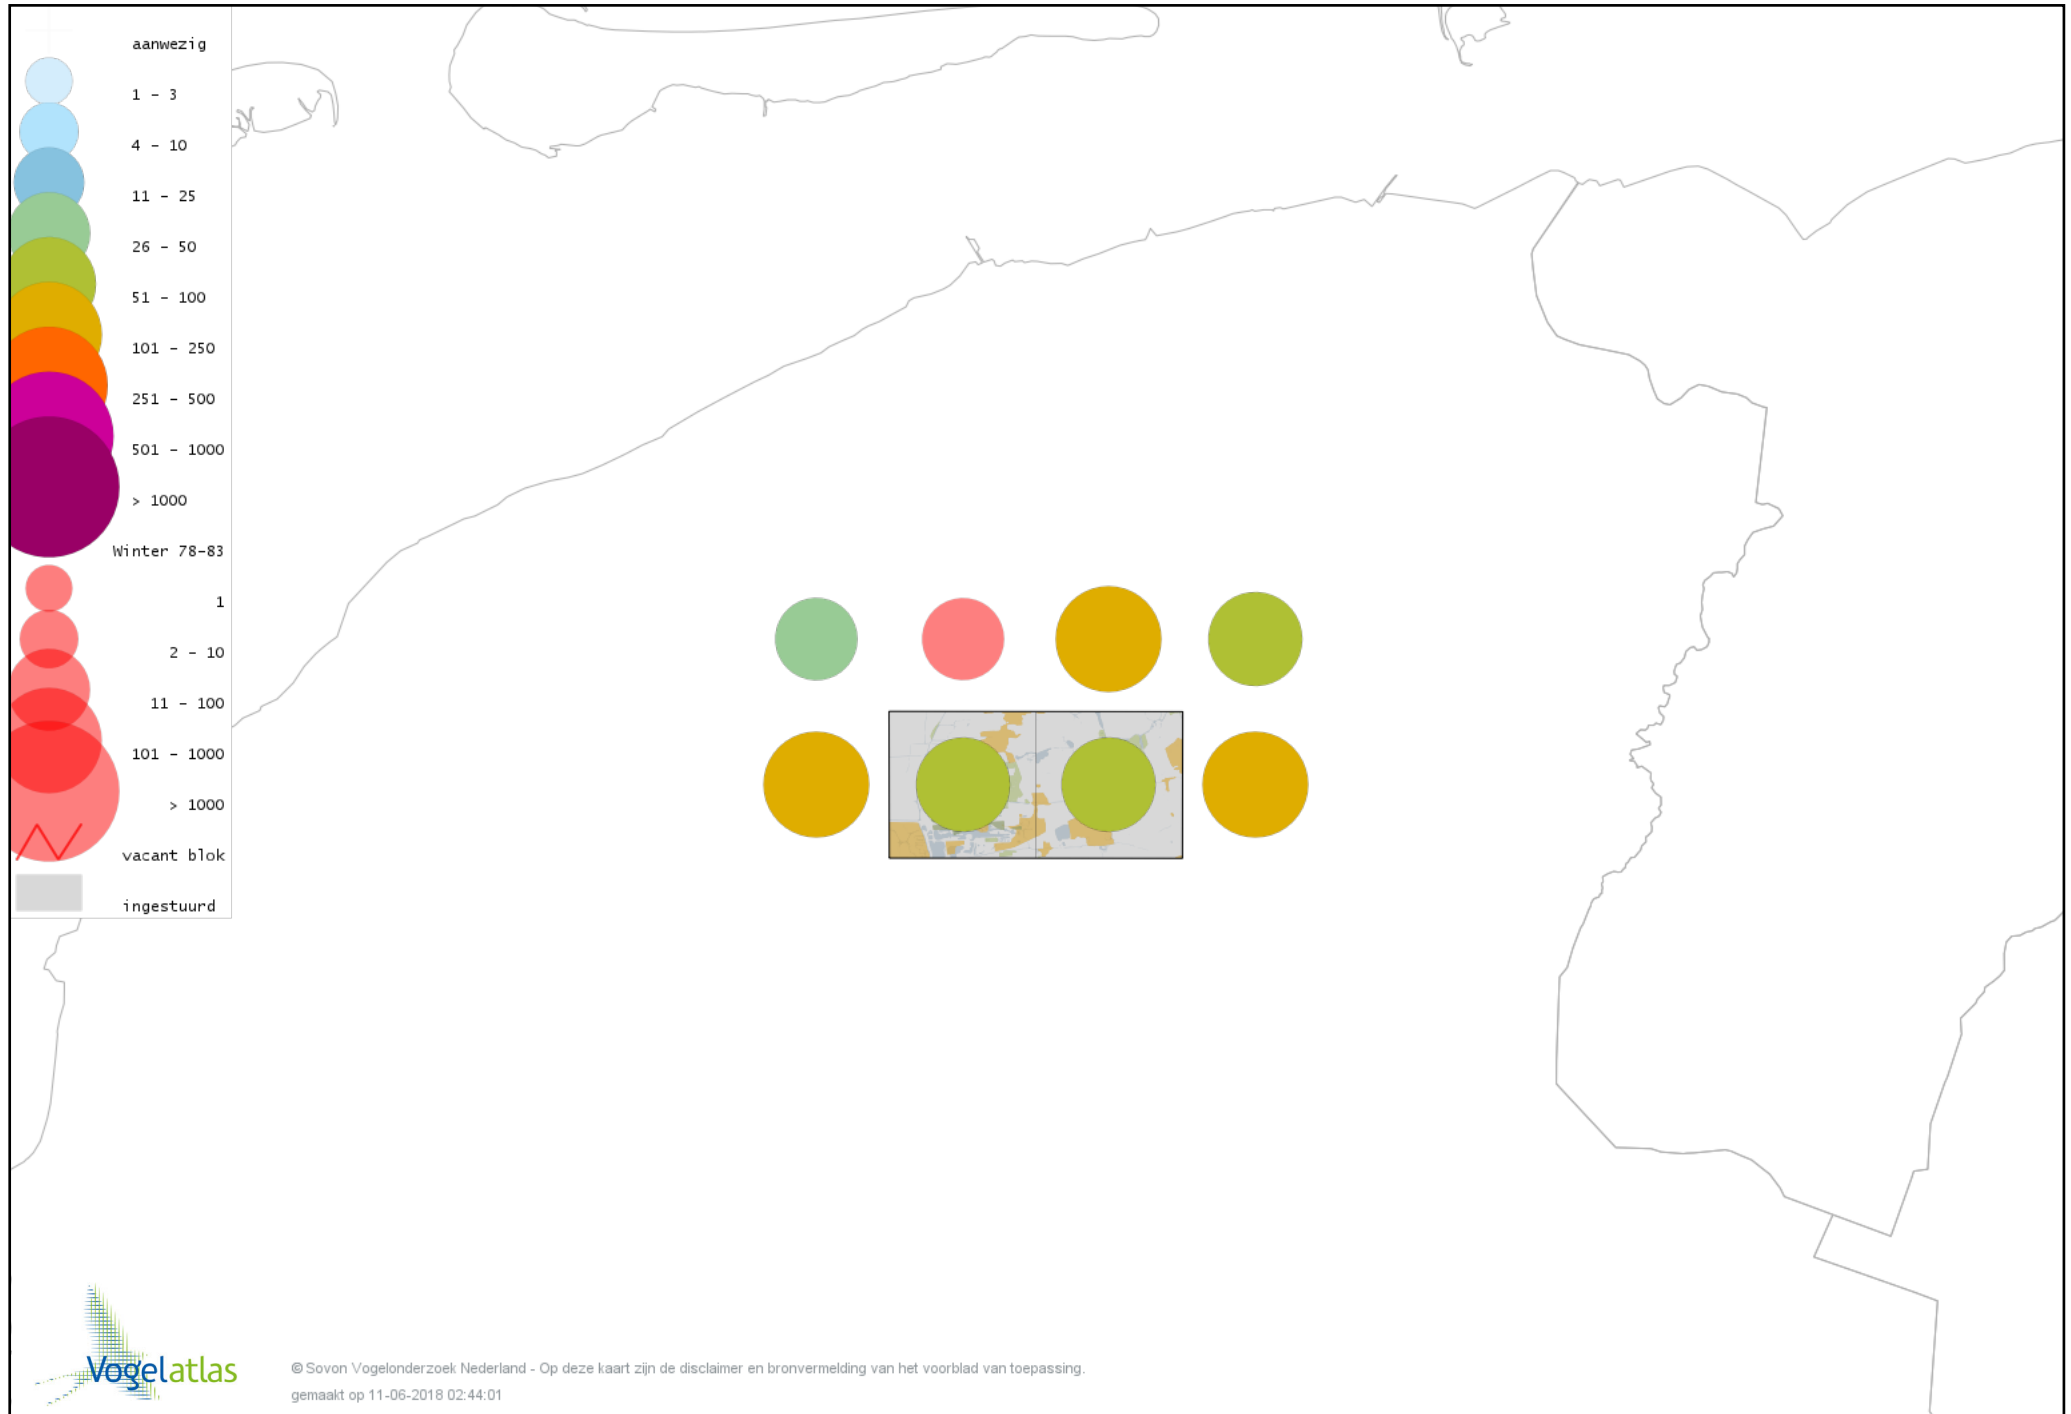 aanwezig
1 - 3
4 - 10
11 - 25
26 - 50
51 - 100
101 - 250
251 - 500
501 - 1000
> 1000
Winter 78-83
1
2 - 10
11 - 100
101 - 1000
> 1000
vacant blok
ingestuurd
Vogelatlas
© Sovon Vogelonderzoek Nederland - Op deze kaart zijn de disclaimer en bronvermelding van het voorblad van toepassing.
gemaakt op 11-06-2018 02:44:01